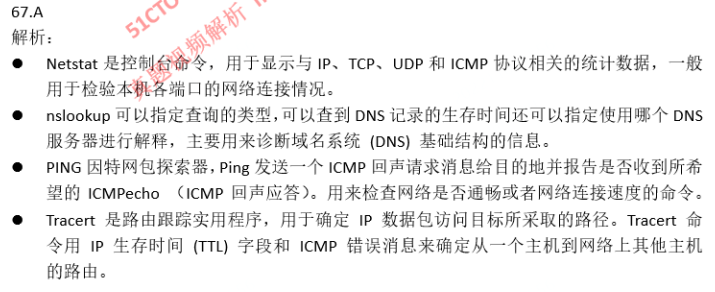 67.A
解析：
● Netstat 是控制台命令，用于显示与 IP、TCP、UDP 和 ICMP 协议相关的统计数据，一般
用于检验本机各端口的网络连接情况。
● nslookup 可以指定查询的类型，可以查到 DNS 记录的生存时间还可以指定使用哪个 DNS
服务器进行解释，主要用来诊断域名系统 (DNS) 基础结构的信息。
● PING 因特网包探索器，Ping 发送一个 ICMP 回声请求消息给目的地并报告是否收到所希
望的 ICMPecho （ICMP 回声应答）。用来检查网络是否通畅或者网络连接速度的命令。
● Tracert 是路由跟踪实用程序，用于确定 IP 数据包访问目标所采取的路径。Tracert 命
令用 IP 生存时间 (TTL) 字段和 ICMP 错误消息来确定从一个主机到网络上其他主机
的路由。
51CTO
真题视频解析